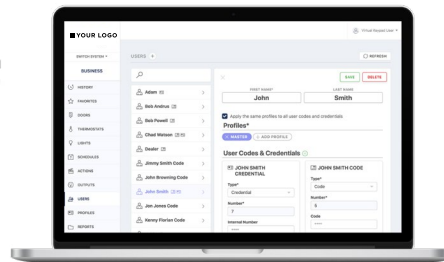 YOUR LOGO
Virtual Keypad User
SWITCH SYSTEM
BUSINESS
HISTORY
FAVORITES
DOORS
THERMOSTATS
LIGHTS
SCHEDULES
ACTIONS
OUTPUTS
USERS
PROFILES
REPORTS
USERS +
REFRESH
Adam
Bob Andrus
Bob Powell
Chad Watson
Dexter
Jimmy Smith Code
John Browning Code
John Smith
Jon Jones Code
Kenny Florian Code
SAVE
DELETE
FIRST NAME*
LAST NAME
John
Smith
Apply the same profiles to all user codes and credentials
Profiles*
MASTER
+ ADD PROFILE
User Codes & Credentials
JOHN SMITH
CREDENTIAL
Type*
Credential
Number*
7
Internal Number
JOHN SMITH CODE
Type*
Code
Number*
Code